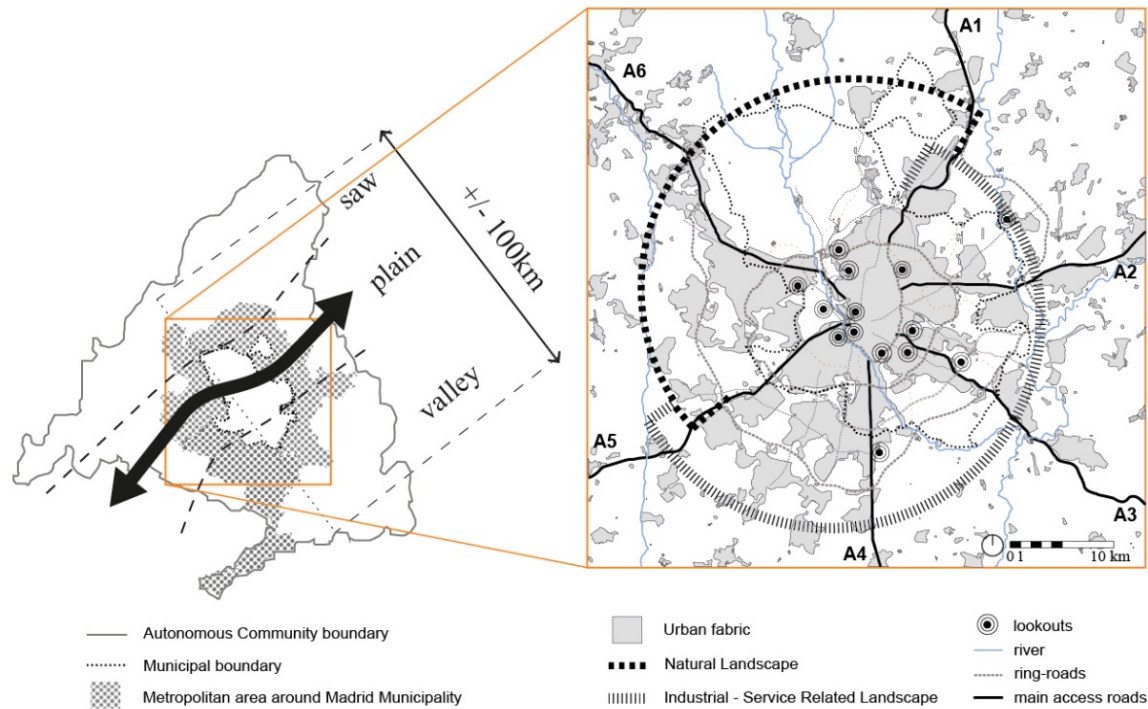 saw
+/- 100km
plain
valley
A1
A6
A2
A5
A3
A4
0 1 10 km
Autonomous Community boundary
Municipal boundary
Metropolitan area around Madrid Municipality
Urban fabric
Natural Landscape
Industrial - Service Related Landscape
lookouts
river
ring-roads
main access roads